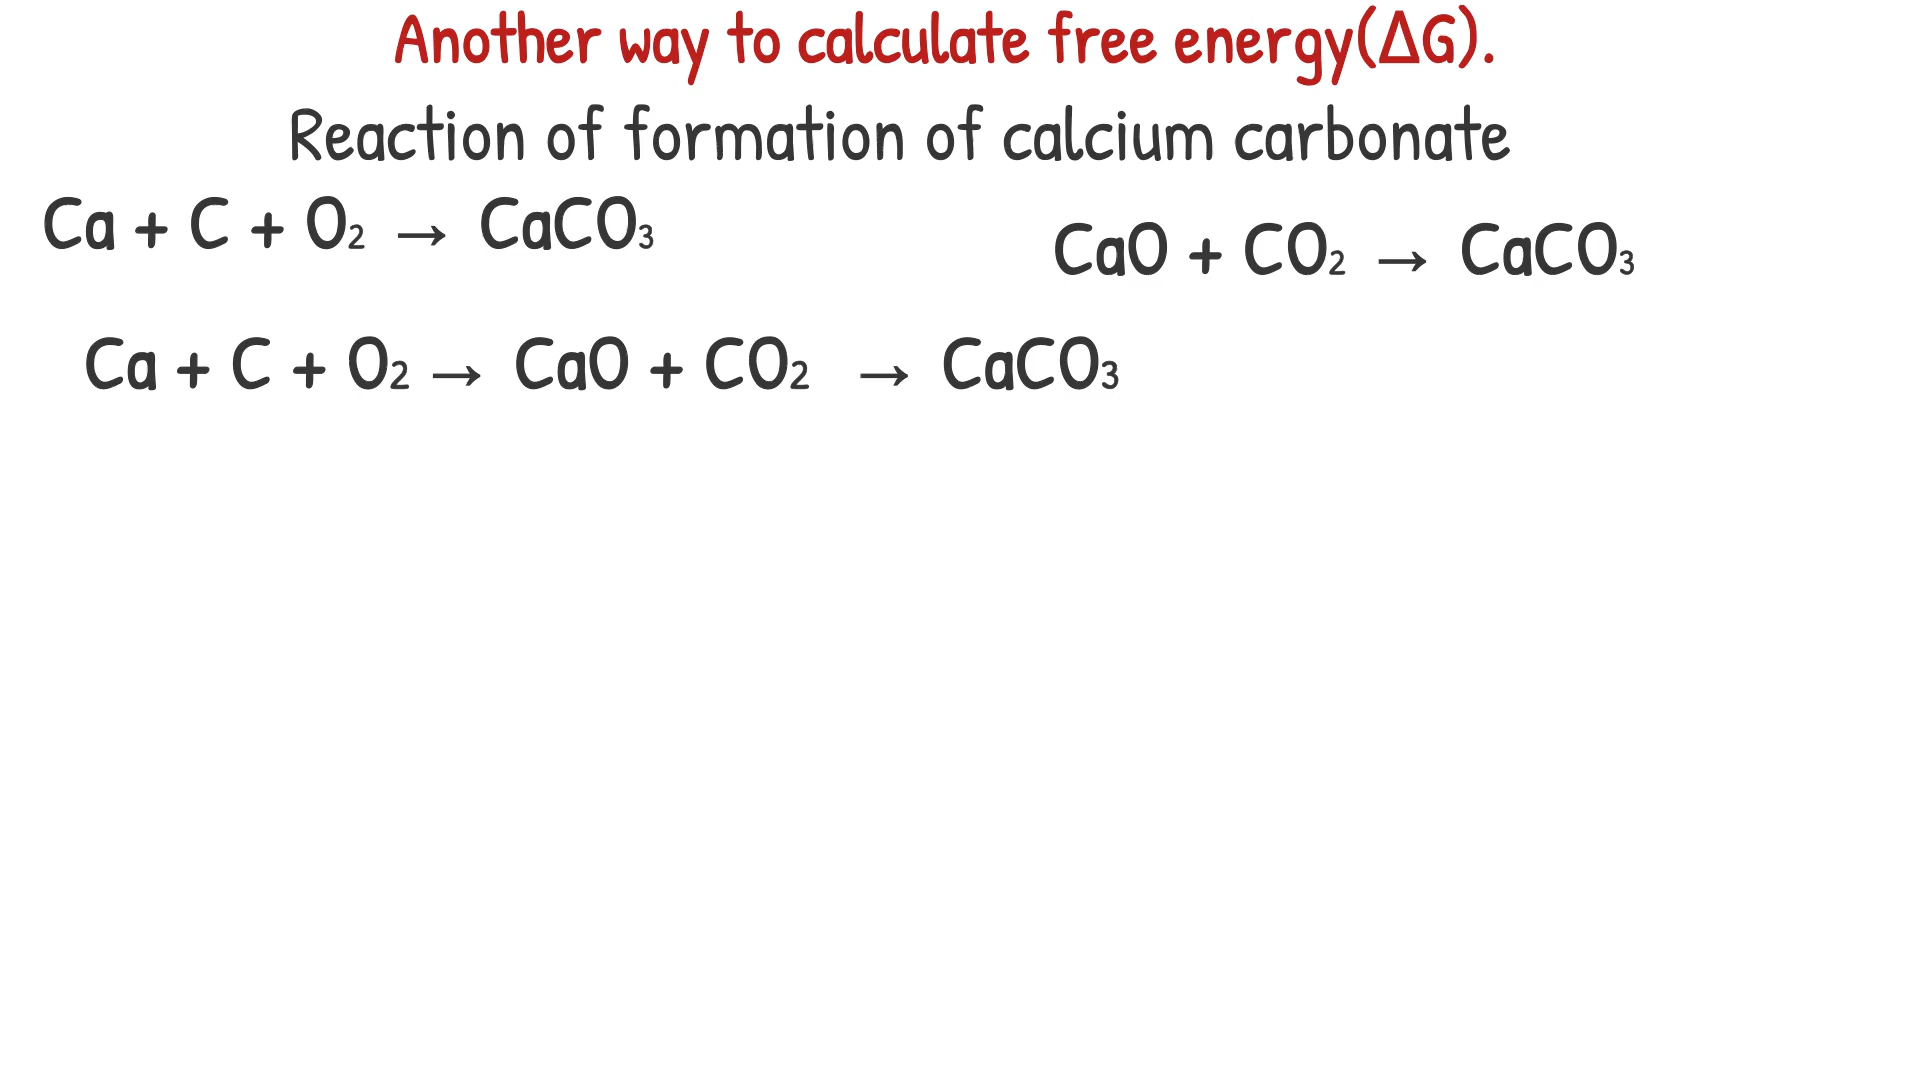 Another way to calculate free energy(ΔG).
Reaction of formation of calcium carbonate
Ca + C + O₂ → CaCO₃
CaO + CO₂ → CaCO₃
Ca + C + O₂ → CaO + CO₂ → CaCO₃